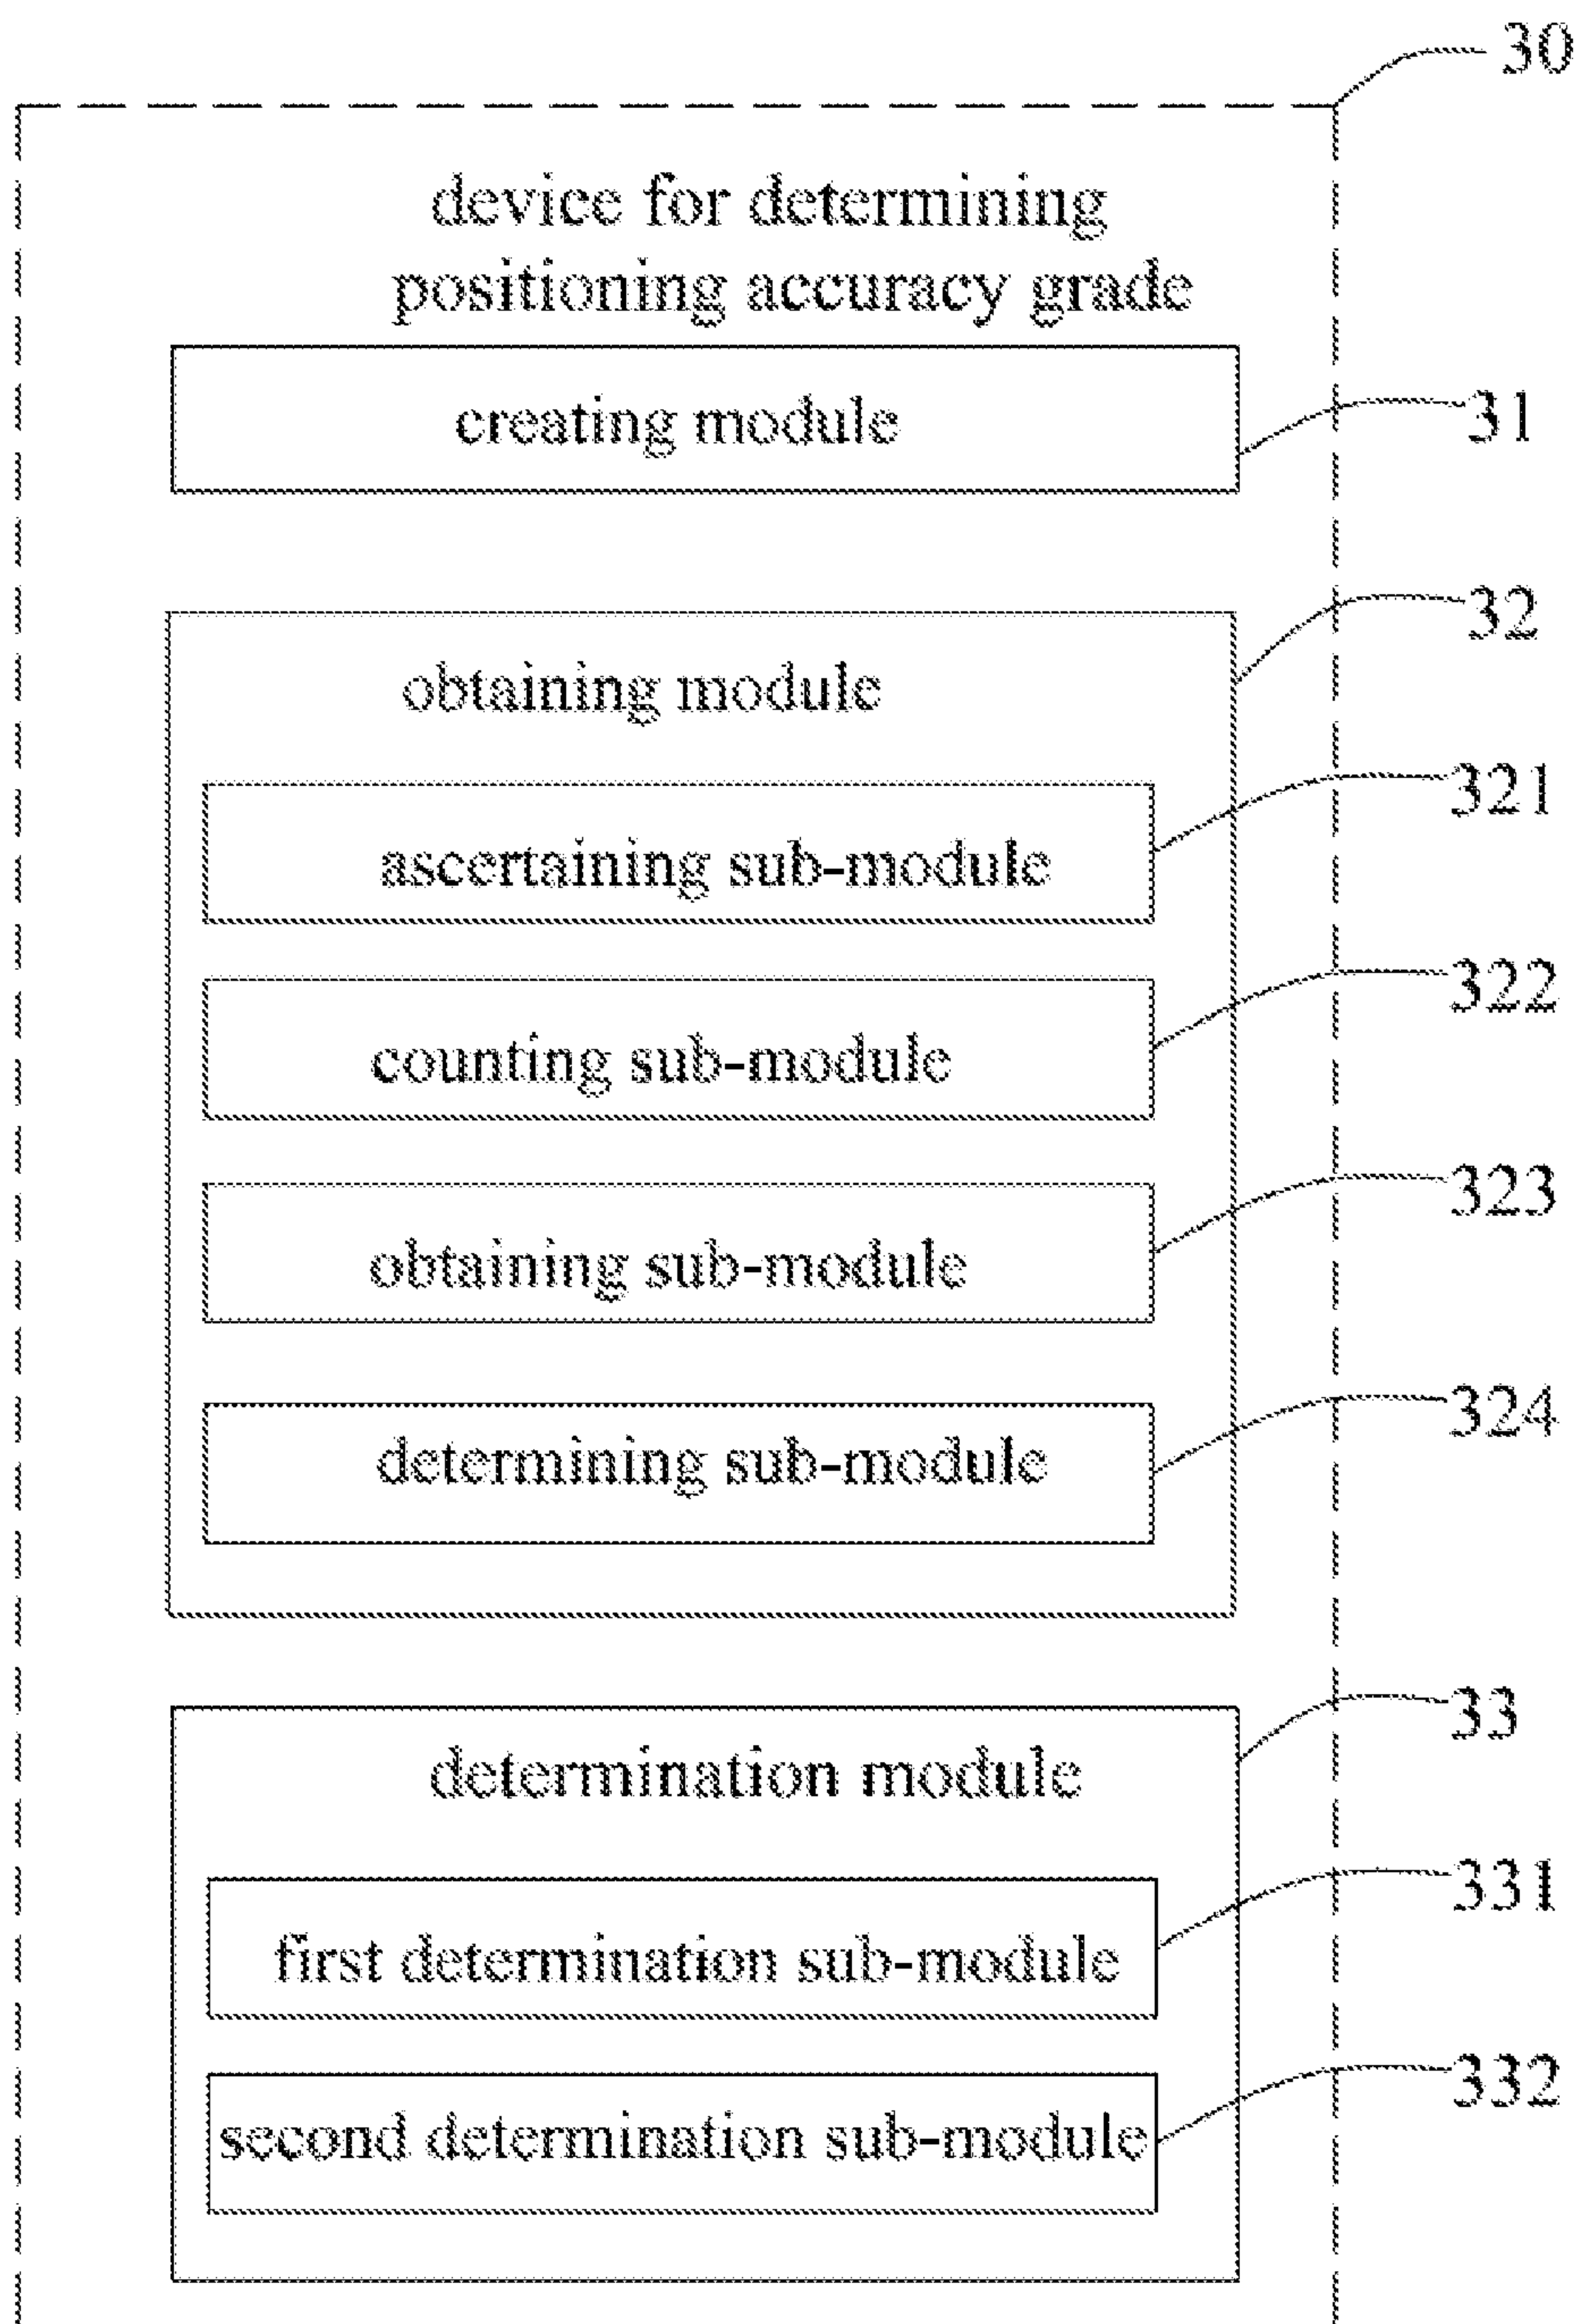 30
device for determining
positioning accuracy grade
creating module
31
32
obtaining module
321
ascertaining sub-module
322
counting sub-module
323
obtaining sub-module
324
determining sub-module
33
determination module
331
first determination sub-module
332
second determination sub-module